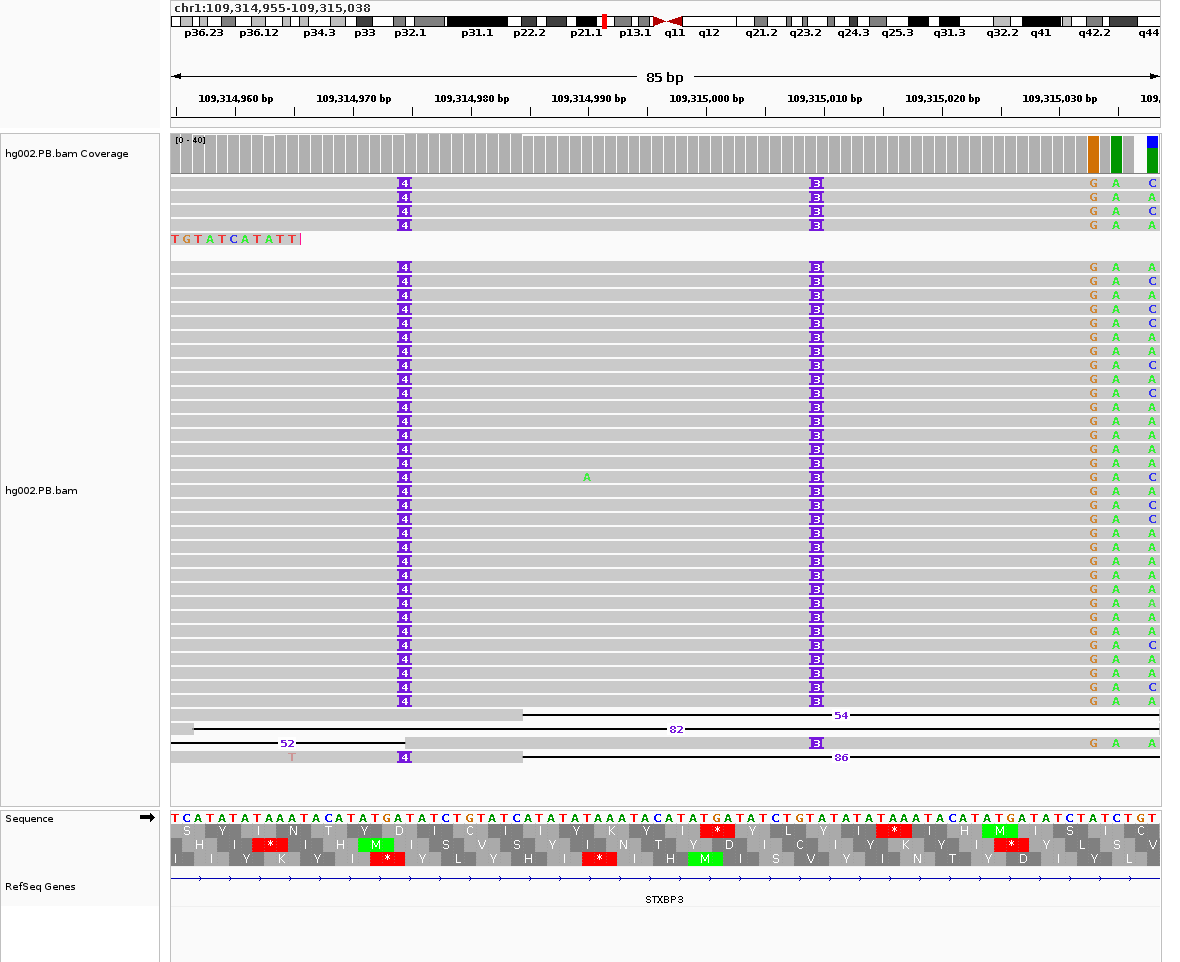 chr1:109,314,955-109,315,038
p36.23 p36.12 p34.3 p33 p32.1 p31.1 p22.2 p21.1 p13.1 q11 q12 q21.2 q23.2 q24.3 q25.3 q31.3 q32.2 q41 q42.2 q44
85 bp
109,314,960 bp 109,314,970 bp 109,314,980 bp 109,314,990 bp 109,315,000 bp 109,315,010 bp 109,315,020 bp 109,315,030 bp 109,
hg002.PB.bam Coverage
[0 - 40]
4 3 G A C
4 3 G A A
4 3 G A C
4 3 G A A
T G T A T C A T A T T
4 3 G A A
4 3 G A C
4 3 G A A
4 3 G A C
4 3 G A C
4 3 G A A
4 3 G A A
4 3 G A C
4 3 G A A
4 3 G A C
4 3 G A A
4 3 G A A
4 3 G A A
4 3 G A A
4 3 G A A
4 A 3 G A C
hg002.PB.bam
4 3 G A A
4 3 G A C
4 3 G A C
4 3 G A A
4 3 G A A
4 3 G A A
4 3 G A A
4 3 G A A
4 3 G A A
4 3 G A A
4 3 G A A
4 3 G A C
4 3 G A A
4 3 G A A
4 3 G A C
4 3 G A A
54
82
52 3 G A A
T 4 86
Sequence
T C A T A T A T A A A T A C A T A T G A T A T C T G T A T C A T A T A T A A A T A C A T A T G A T A T C T G T A T A T A T A A A T A C A T A T G A T A T C T A T C T G T
S Y I N T Y D I C I I Y K Y I * Y L Y I * I H M I S I C
H I * I H M I S V S Y I N T Y D I C I Y K Y I * Y L S V
I I Y K Y I * Y L Y H I * I H M I S V Y I N T Y D I Y L
RefSeq Genes
STXBP3